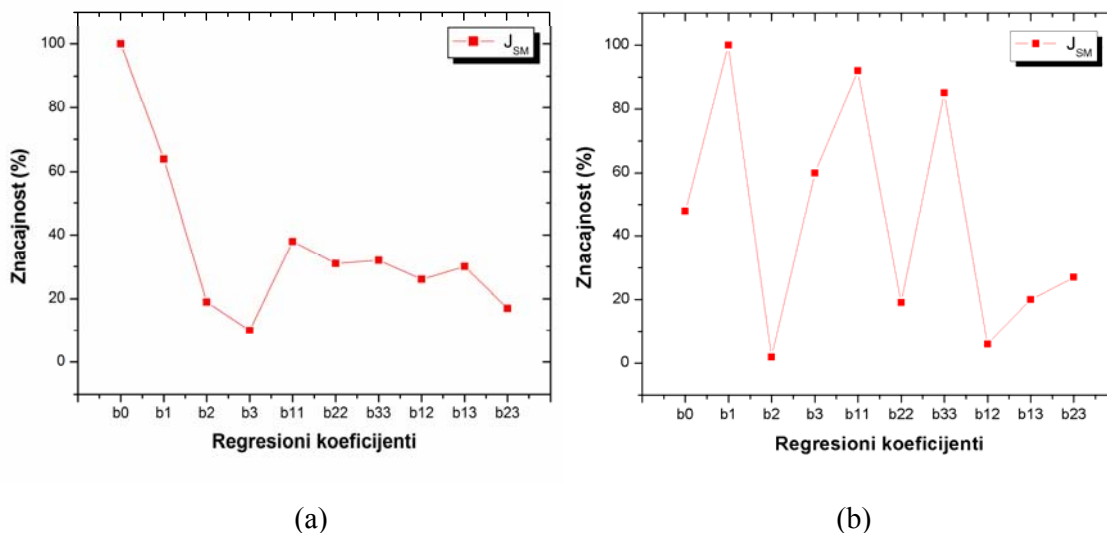 J_SM
100
80
60
40
20
0
Znacajnost (%)
b0 b1 b2 b3 b11 b22 b33 b12 b13 b23
Regresioni koeficijenti
(a)
J_SM
100
80
60
40
20
0
Znacajnost (%)
b0 b1 b2 b3 b11 b22 b33 b12 b13 b23
Regresioni koeficijenti
(b)